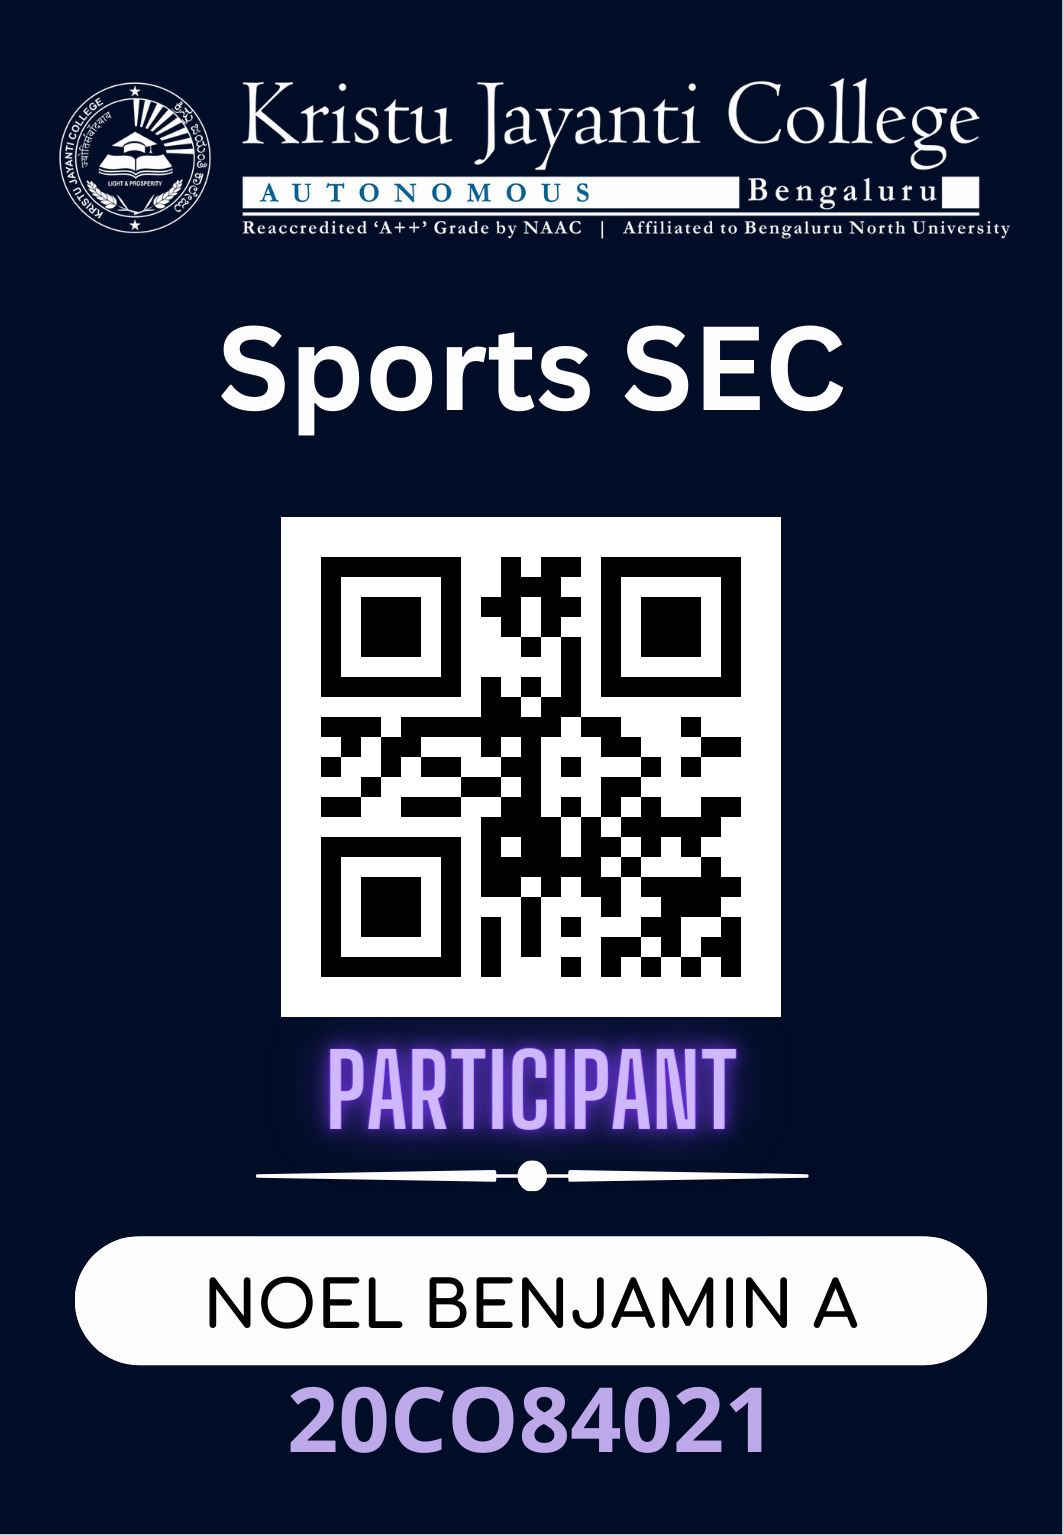 KRISTU JAYANTI COLLEGE
ಕ್ರಿಸ್ತು ಜಯಂತಿ ಕಾಲೇಜು
LIGHT & PROSPERITY
Kristu Jayanti College
AUTONOMOUS Bengaluru
Reaccredited ‘A++’ Grade by NAAC | Affiliated to Bengaluru North University
Sports SEC
PARTICIPANT
NOEL BENJAMIN A
20CO84021